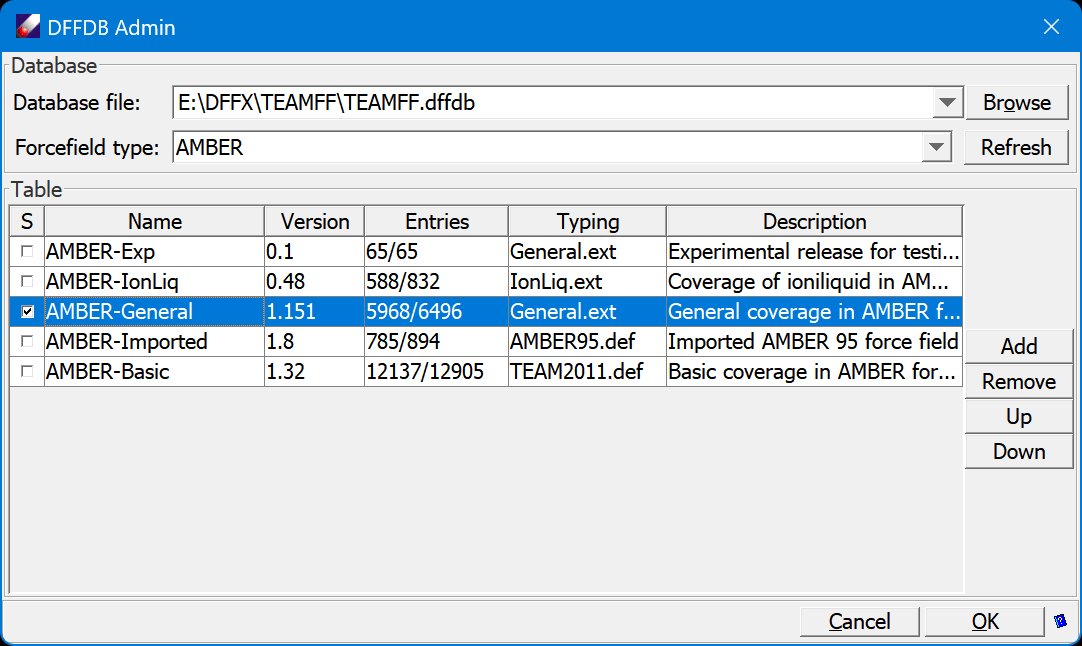 DFFDB Admin
Database
Database file: E:\DFFX\TEAMFF\TEAMFF.dffdb Browse
Forcefield type: AMBER Refresh
Table
S Name Version Entries Typing Description
AMBER-Exp 0.1 65/65 General.ext Experimental release for testi...
AMBER-IonLiq 0.48 588/832 IonLiq.ext Coverage of ioniliquid in AM...
AMBER-General 1.151 5968/6496 General.ext General coverage in AMBER f...
AMBER-Imported 1.8 785/894 AMBER95.def Imported AMBER 95 force field
AMBER-Basic 1.32 12137/12905 TEAM2011.def Basic coverage in AMBER for...
Add
Remove
Up
Down
Cancel OK